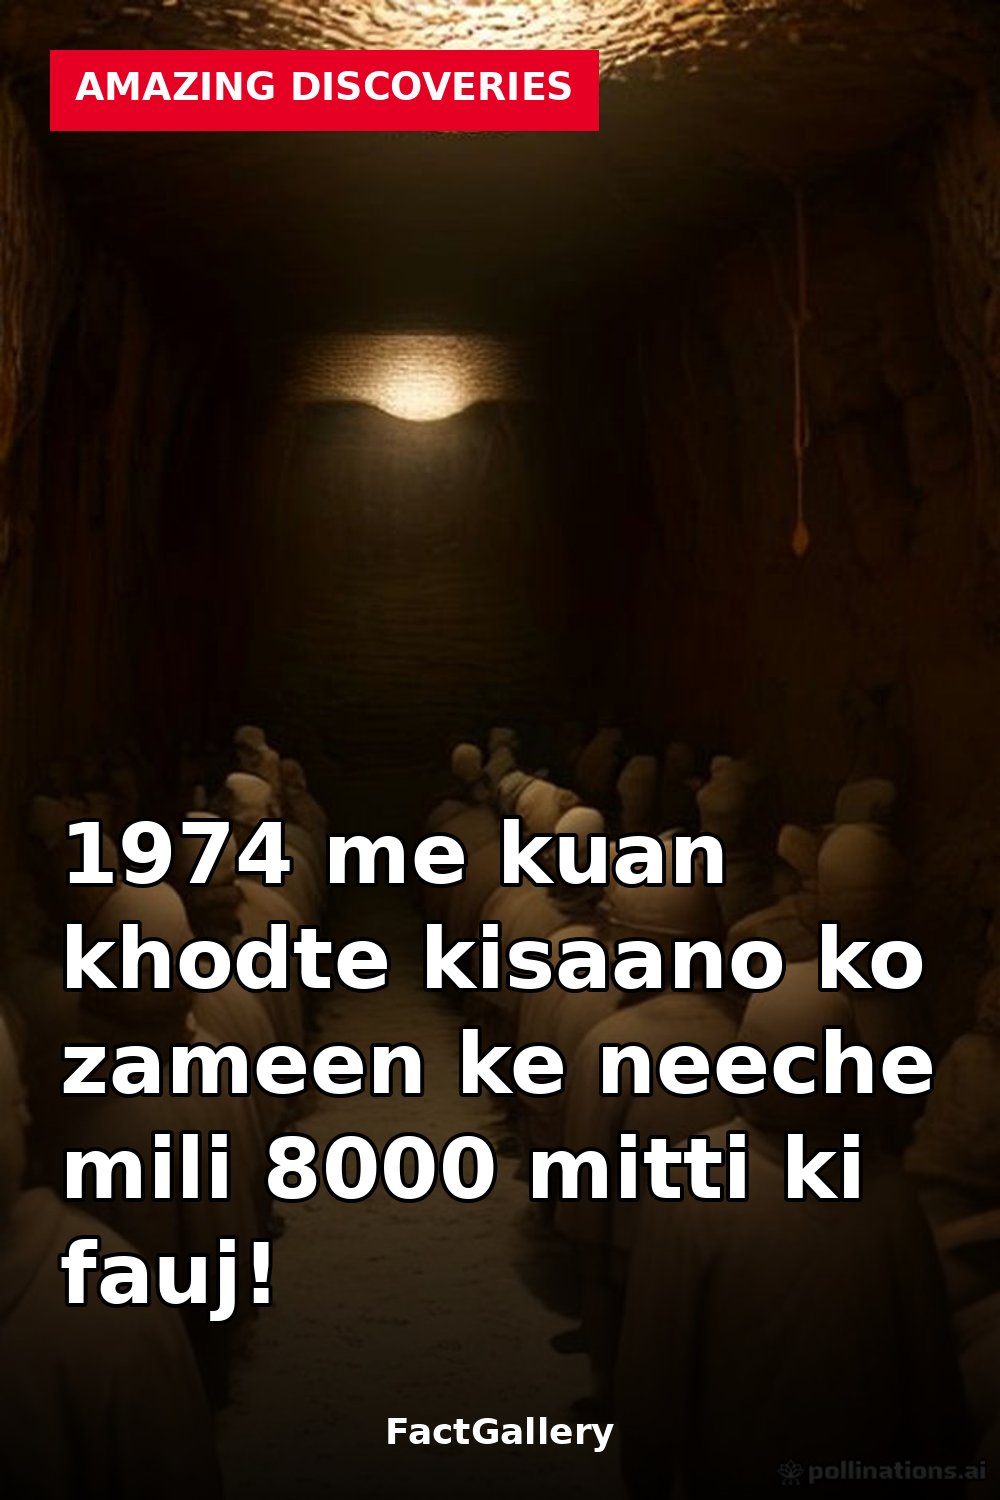 AMAZING DISCOVERIES
1974 me kuan
khodte kisaano ko
zameen ke neeche
mili 8000 mitti ki
fauj!
FactGallery
pollinations.ai